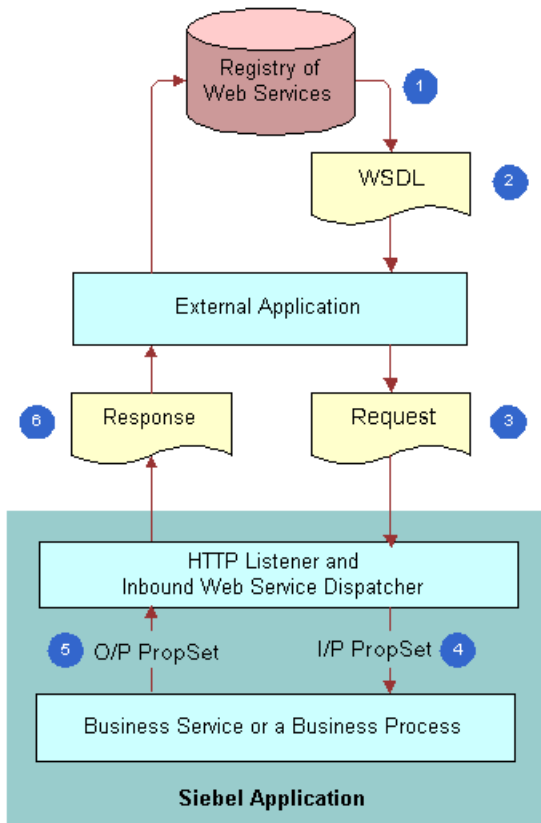 Registry of
Web Services
1
WSDL
2
External Application
6
Response
Request
3
HTTP Listener and
Inbound Web Service Dispatcher
5
O/P PropSet
I/P PropSet
4
Business Service or a Business Process
Siebel Application